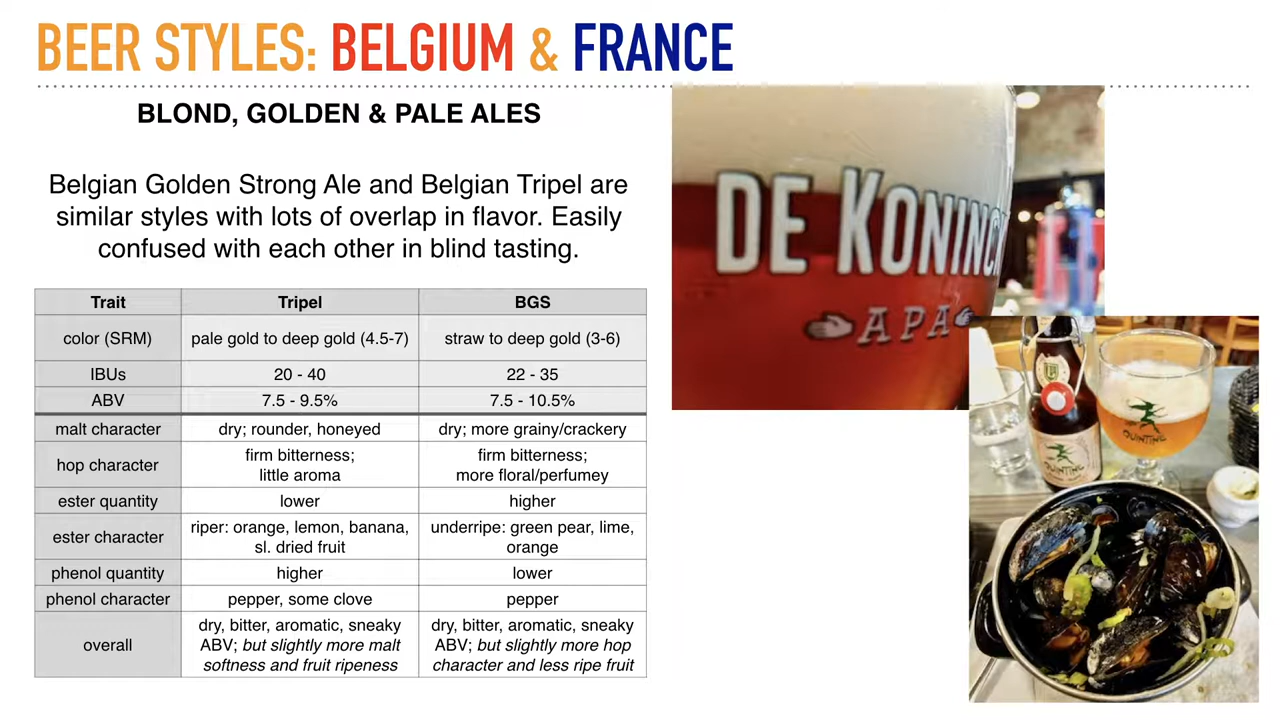 BEER STYLES: BELGIUM & FRANCE
BLOND, GOLDEN & PALE ALES
Belgian Golden Strong Ale and Belgian Tripel are
similar styles with lots of overlap in flavor. Easily
confused with each other in blind tasting.
Trait Tripel BGS
color (SRM) pale gold to deep gold (4.5-7) straw to deep gold (3-6)
IBUs 20 - 40 22 - 35
ABV 7.5 - 9.5% 7.5 - 10.5%
malt character dry; rounder, honeyed dry; more grainy/crackery
hop character firm bitterness; little aroma firm bitterness; more floral/perfumey
ester quantity lower higher
ester character riper: orange, lemon, banana, sl. dried fruit underripe: green pear, lime, orange
phenol quantity higher lower
phenol character pepper, some clove pepper
overall dry, bitter, aromatic, sneaky ABV; but slightly more malt softness and fruit ripeness dry, bitter, aromatic, sneaky ABV; but slightly more hop character and less ripe fruit
DE KONINCK
APA
QUINTINE
QUINTINE